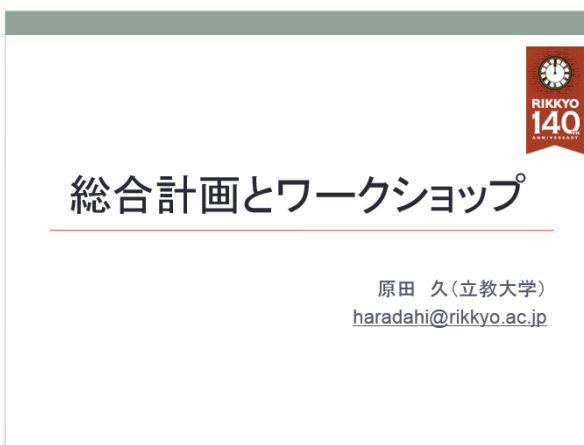 RIKKYO
140TH
ANNIVERSARY
総合計画とワークショップ
原田　久（立教大学）
haradahi@rikkyo.ac.jp